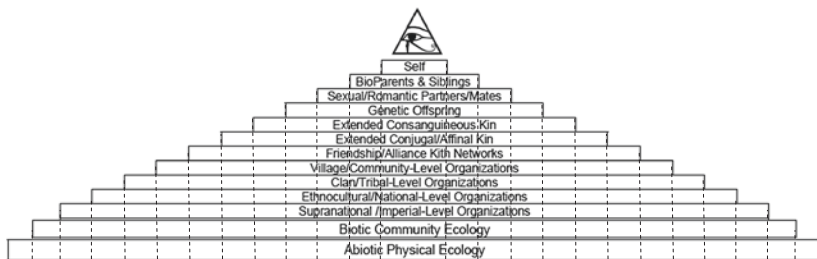 Self
BioParents & Siblings
Sexual/Romantic Partners/Mates
Genetic Offspring
Extended Consanguineous Kin
Extended Conjugal/Affinal Kin
Friendship/Alliance Kith Networks
Village/Community-Level Organizations
Clan/Tribal-Level Organizations
Ethnocultural/National-Level Organizations
Supranational /Imperial-Level Organizations
Biotic Community Ecology
Abiotic Physical Ecology